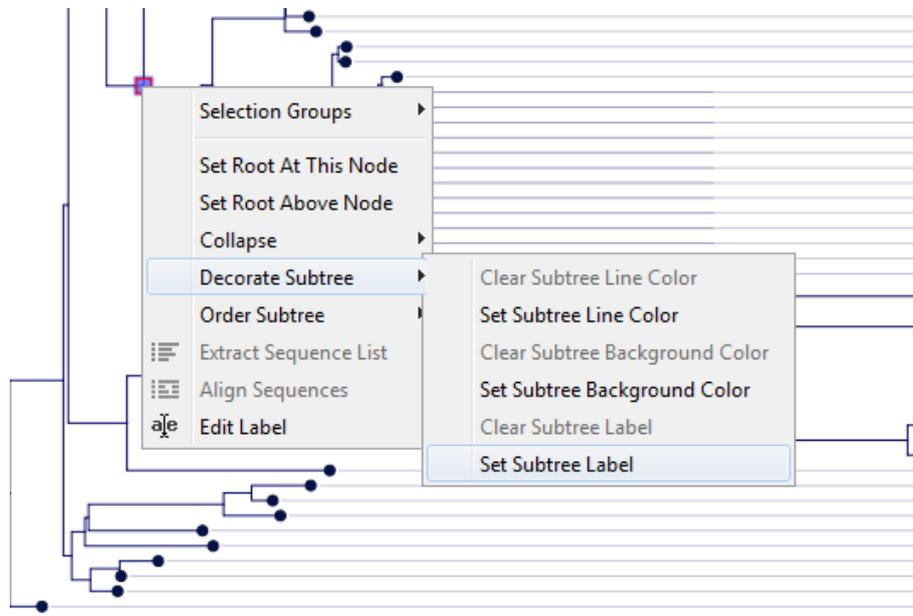 Selection Groups
Set Root At This Node
Set Root Above Node
Collapse
Decorate Subtree
Order Subtree
Extract Sequence List
Align Sequences
Edit Label
Clear Subtree Line Color
Set Subtree Line Color
Clear Subtree Background Color
Set Subtree Background Color
Clear Subtree Label
Set Subtree Label